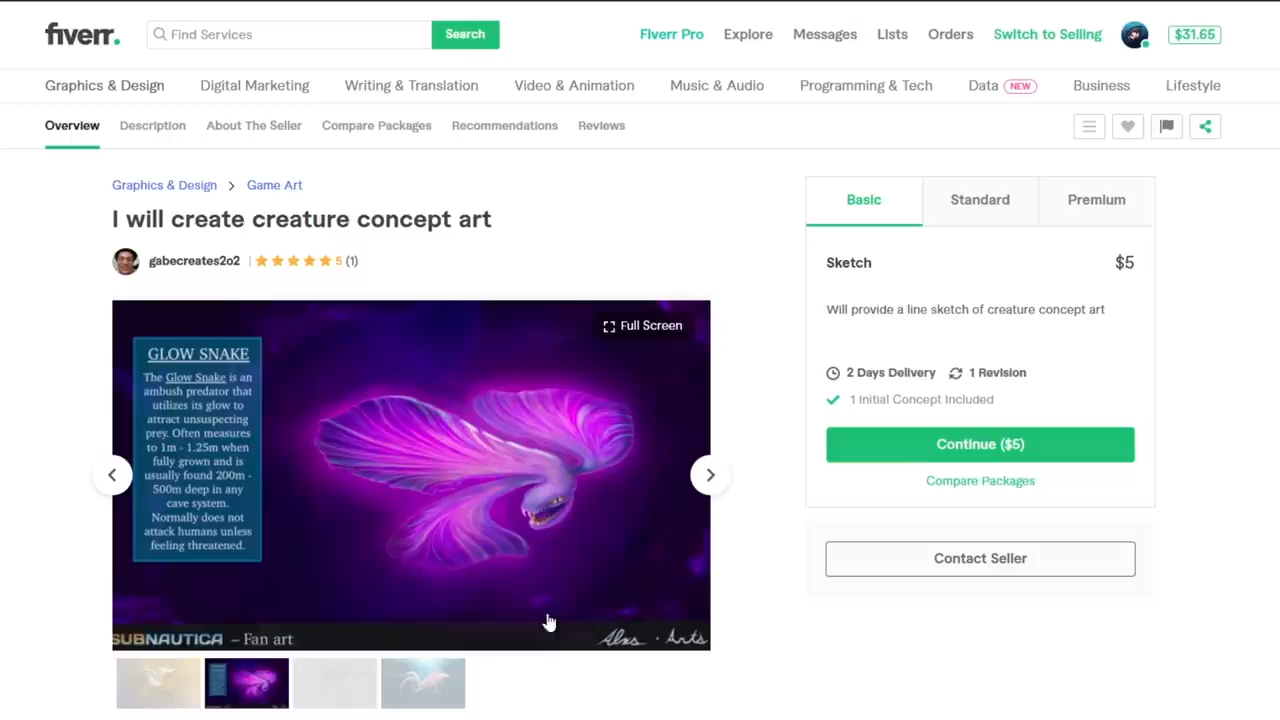 fiverr.
Find Services
Search
Fiverr Pro
Explore
Messages
Lists
Orders
Switch to Selling
$31.65
Graphics & Design
Digital Marketing
Writing & Translation
Video & Animation
Music & Audio
Programming & Tech
Data NEW
Business
Lifestyle
Overview
Description
About The Seller
Compare Packages
Recommendations
Reviews
Graphics & Design > Game Art
I will create creature concept art
gabecreates2o2 | 5 (1)
Full Screen
GLOW SNAKE
The Glow Snake is an
ambush predator that
utilizes its glow to
attract unsuspecting
prey. Often measures
to 1m - 1.25m when
fully grown and is
usually found 200m -
500m deep in any
cave system.
Normally does not
attack humans unless
feeling threatened.
SUBNAUTICA – Fan art
Basic
Standard
Premium
Sketch
$5
Will provide a line sketch of creature concept art
2 Days Delivery
1 Revision
1 Initial Concept Included
Continue ($5)
Compare Packages
Contact Seller